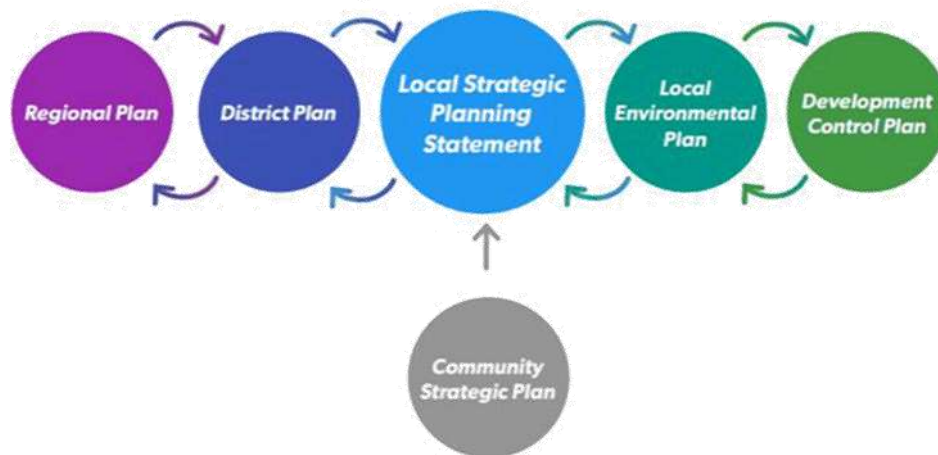 Regional Plan
District Plan
Local Strategic
Planning
Statement
Local
Environmental
Plan
Development
Control Plan
Community
Strategic Plan